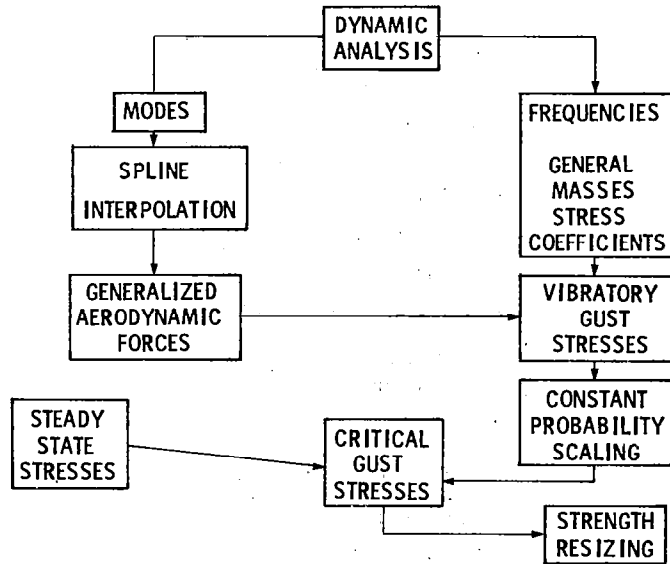 DYNAMIC
ANALYSIS
MODES
FREQUENCIES
GENERAL
MASSES
STRESS
COEFFICIENTS
SPLINE
INTERPOLATION
GENERALIZED
AERODYNAMIC
FORCES
VIBRATORY
GUST
STRESSES
CONSTANT
PROBABILITY
SCALING
STEADY
STATE
STRESSES
CRITICAL
GUST
STRESSES
STRENGTH
RESIZING